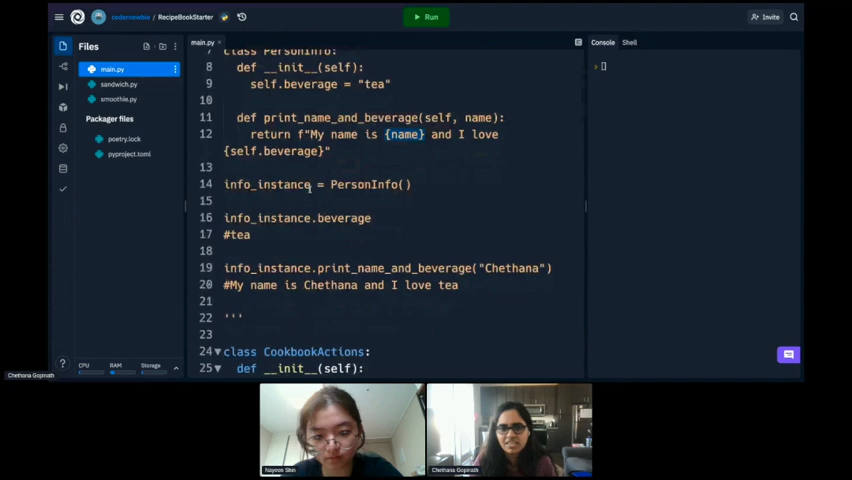 codernewbie / RecipeBookStarter
Run
Invite
Files
main.py
sandwich.py
smoothie.py
Packager files
poetry.lock
pyproject.toml
CPU RAM Storage
main.py ×
7 class PersonInfo:
8 def __init__(self):
9 self.beverage = "tea"
10
11 def print_name_and_beverage(self, name):
12 return f"My name is {name} and I love
{self.beverage}"
13
14 info_instance = PersonInfo()
15
16 info_instance.beverage
17 #tea
18
19 info_instance.print_name_and_beverage("Chethana")
20 #My name is Chethana and I love tea
21
22 '''
23
24 class CookbookActions:
25 def __init__(self):
Console Shell
Chethana Gopinath
Nayeon Shin
Chethana Gopinath